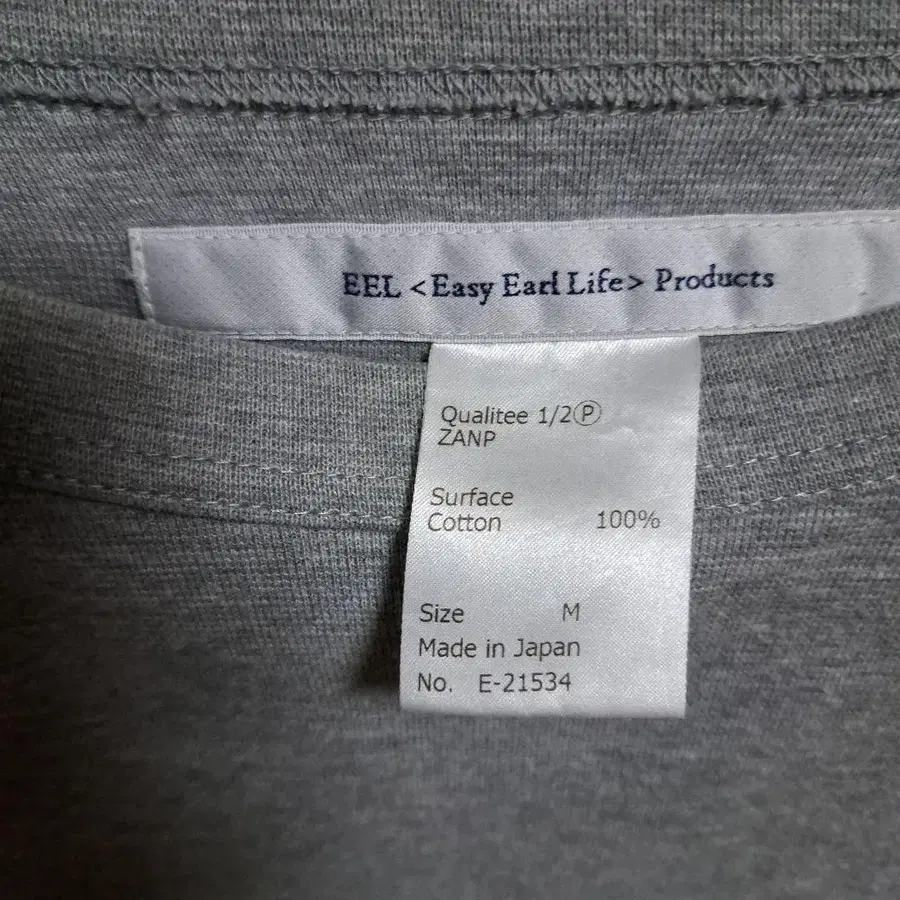 EEL <Easy Earl Life> Products
Qualitee 1/2Ⓟ
ZANP
Surface
Cotton 100%
Size M
Made in Japan
No. E-21534